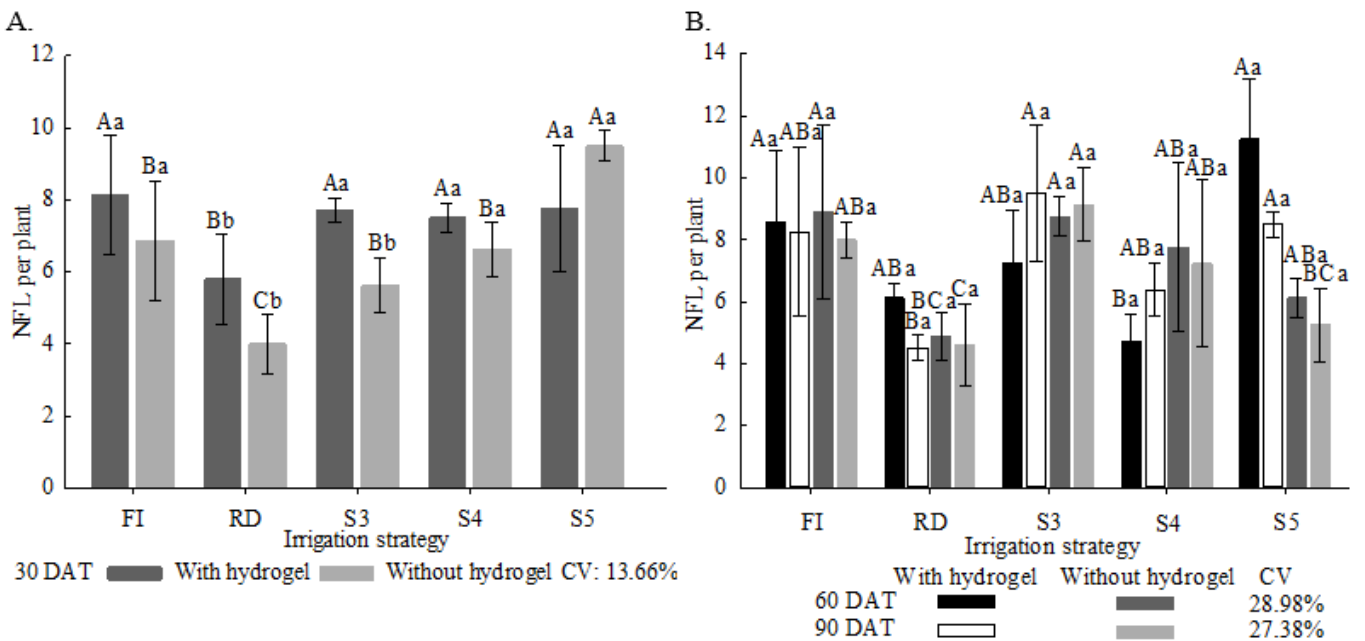 A.
12
10
8
6
4
2
0
NFL per plant
Aa
Ba
Bb
Cb
Aa
Bb
Aa
Ba
Aa
Aa
FI RD S3 S4 S5
Irrigation strategy
30 DAT With hydrogel Without hydrogel CV: 13.66%
B.
14
12
10
8
6
4
2
0
NFL per plant
Aa
ABa
Aa
ABa
ABa
Ba
BCa
Ca
ABa
Aa
Aa
Aa
Ba
ABa
ABa
ABa
Aa
Aa
ABa
BCa
FI RD S3 S4 S5
Irrigation strategy
With hydrogel Without hydrogel CV
60 DAT 28.98%
90 DAT 27.38%